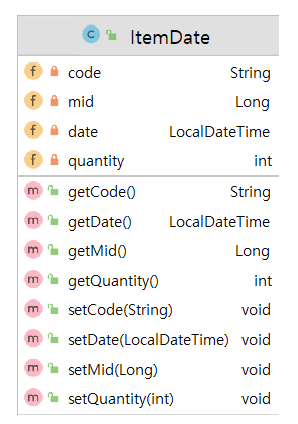 ItemDate
code String
mid Long
date LocalDateTime
quantity int
getCode() String
getDate() LocalDateTime
getMid() Long
getQuantity() int
setCode(String) void
setDate(LocalDateTime) void
setMid(Long) void
setQuantity(int) void